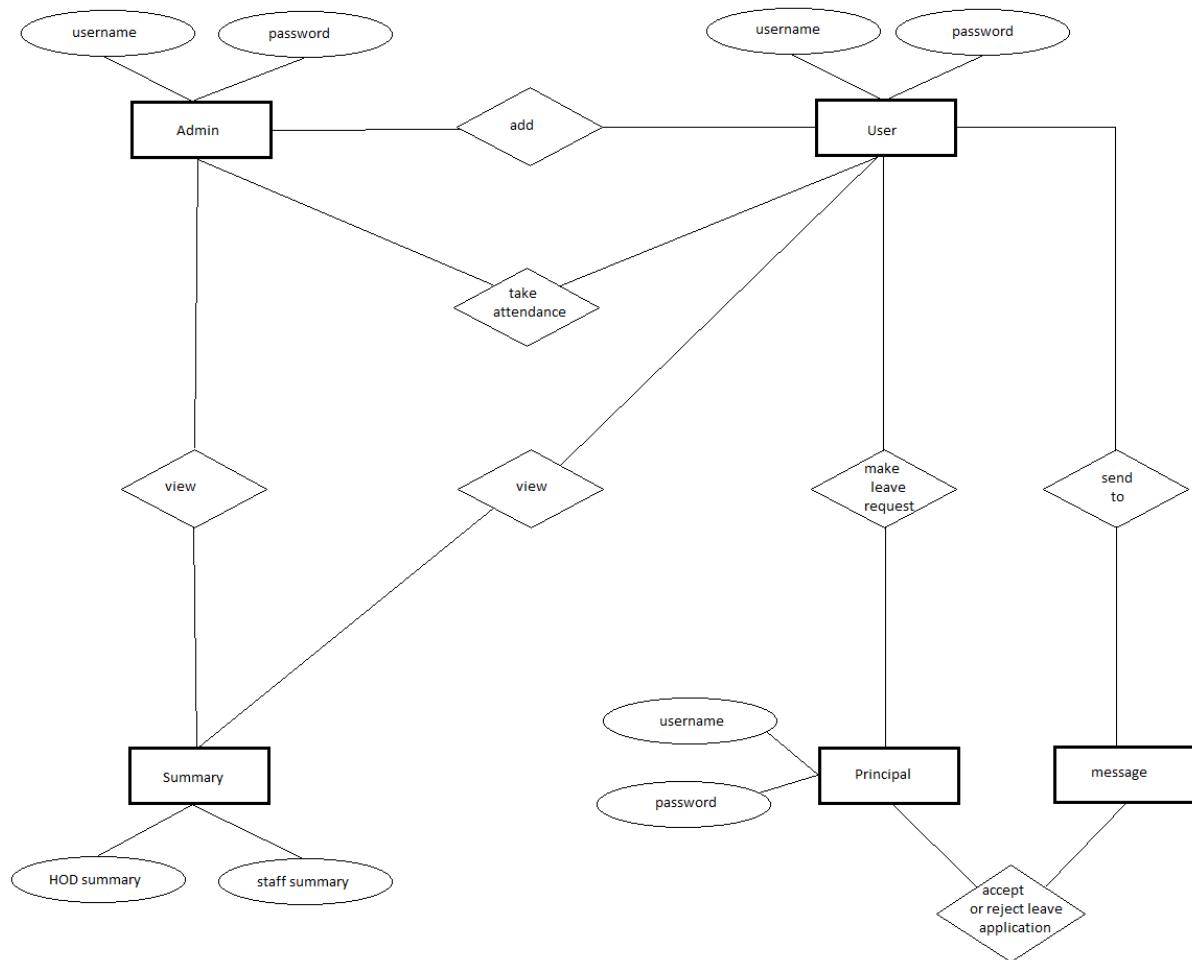 username
password
username
password
Admin
add
User
take
attendance
view
view
make
leave
request
send
to
username
password
Summary
Principal
message
HOD summary
staff summary
accept
or reject leave
application